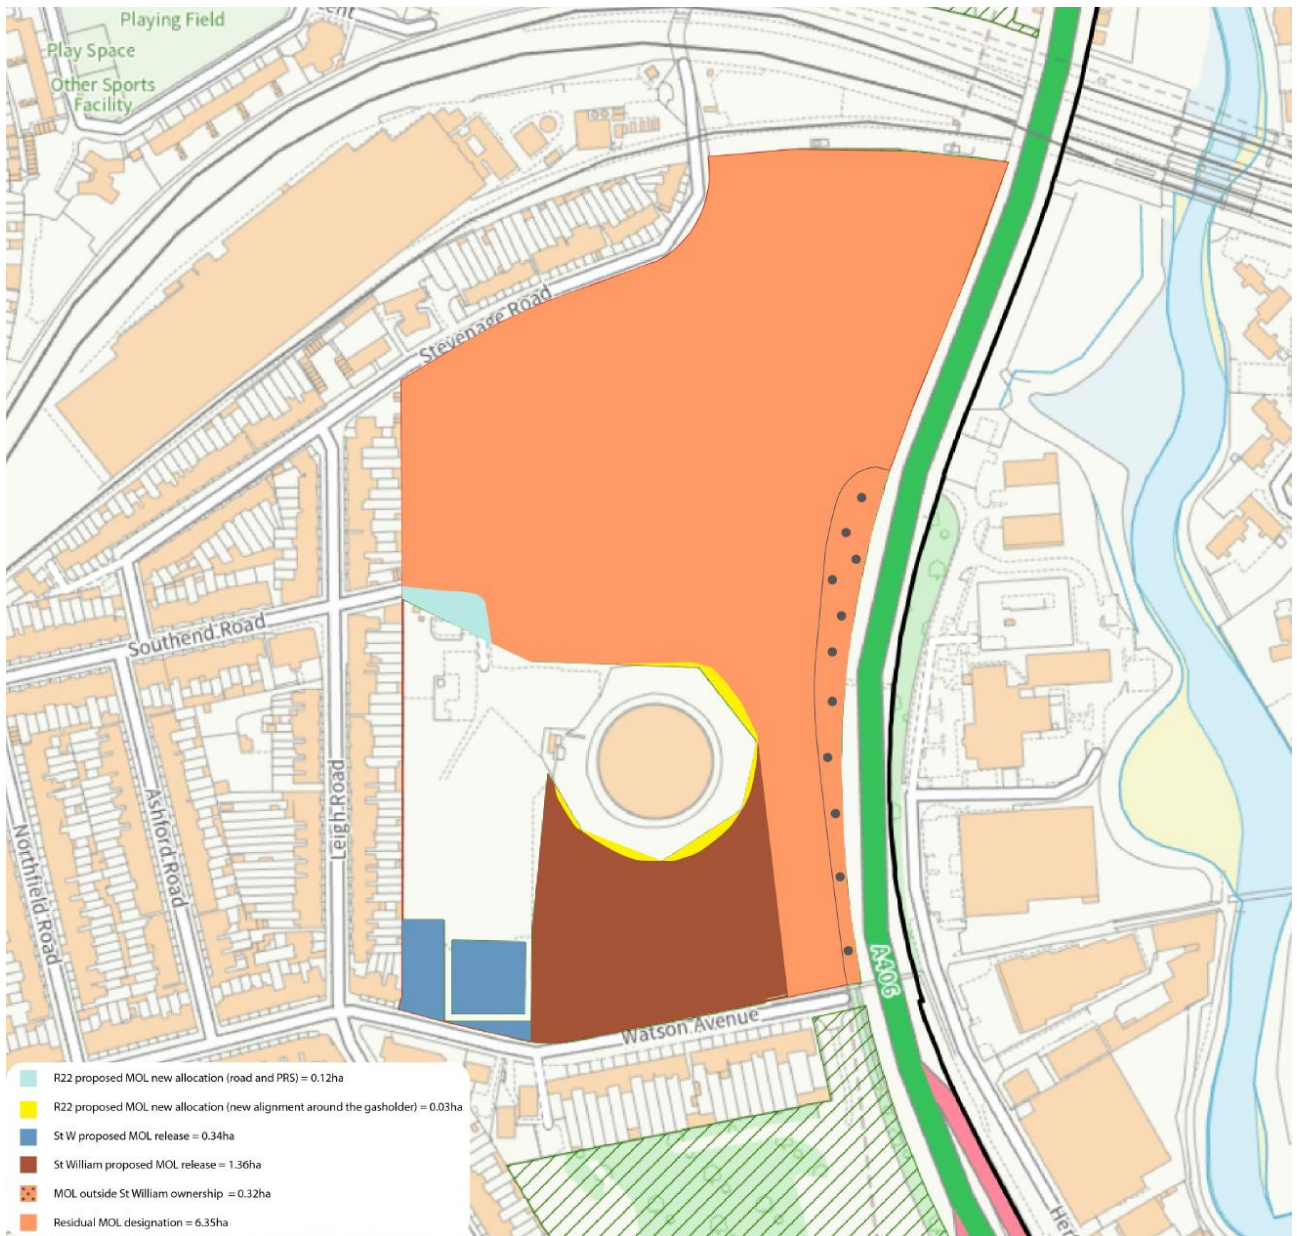 Playing Field
Play Space
Other Sports
Facility
Stevenage Road
Southend Road
Leigh Road
Ashford Road
Northfield Road
A406
Watson Avenue
R22 proposed MOL new allocation (road and PRS) = 0.12ha
R22 proposed MOL new allocation (new alignment around the gasholder) = 0.03ha
St W proposed MOL release = 0.34ha
St William proposed MOL release = 1.36ha
MOL outside St William ownership = 0.32ha
Residual MOL designation = 6.35ha